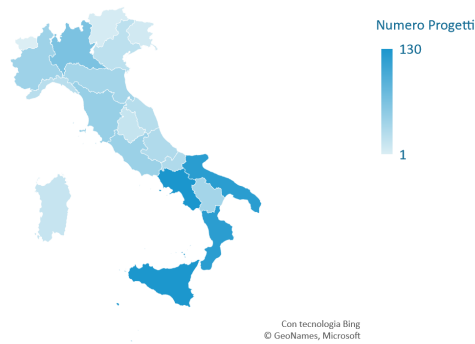 Numero Progetti
130
1
Con tecnologia Bing
© GeoNames, Microsoft